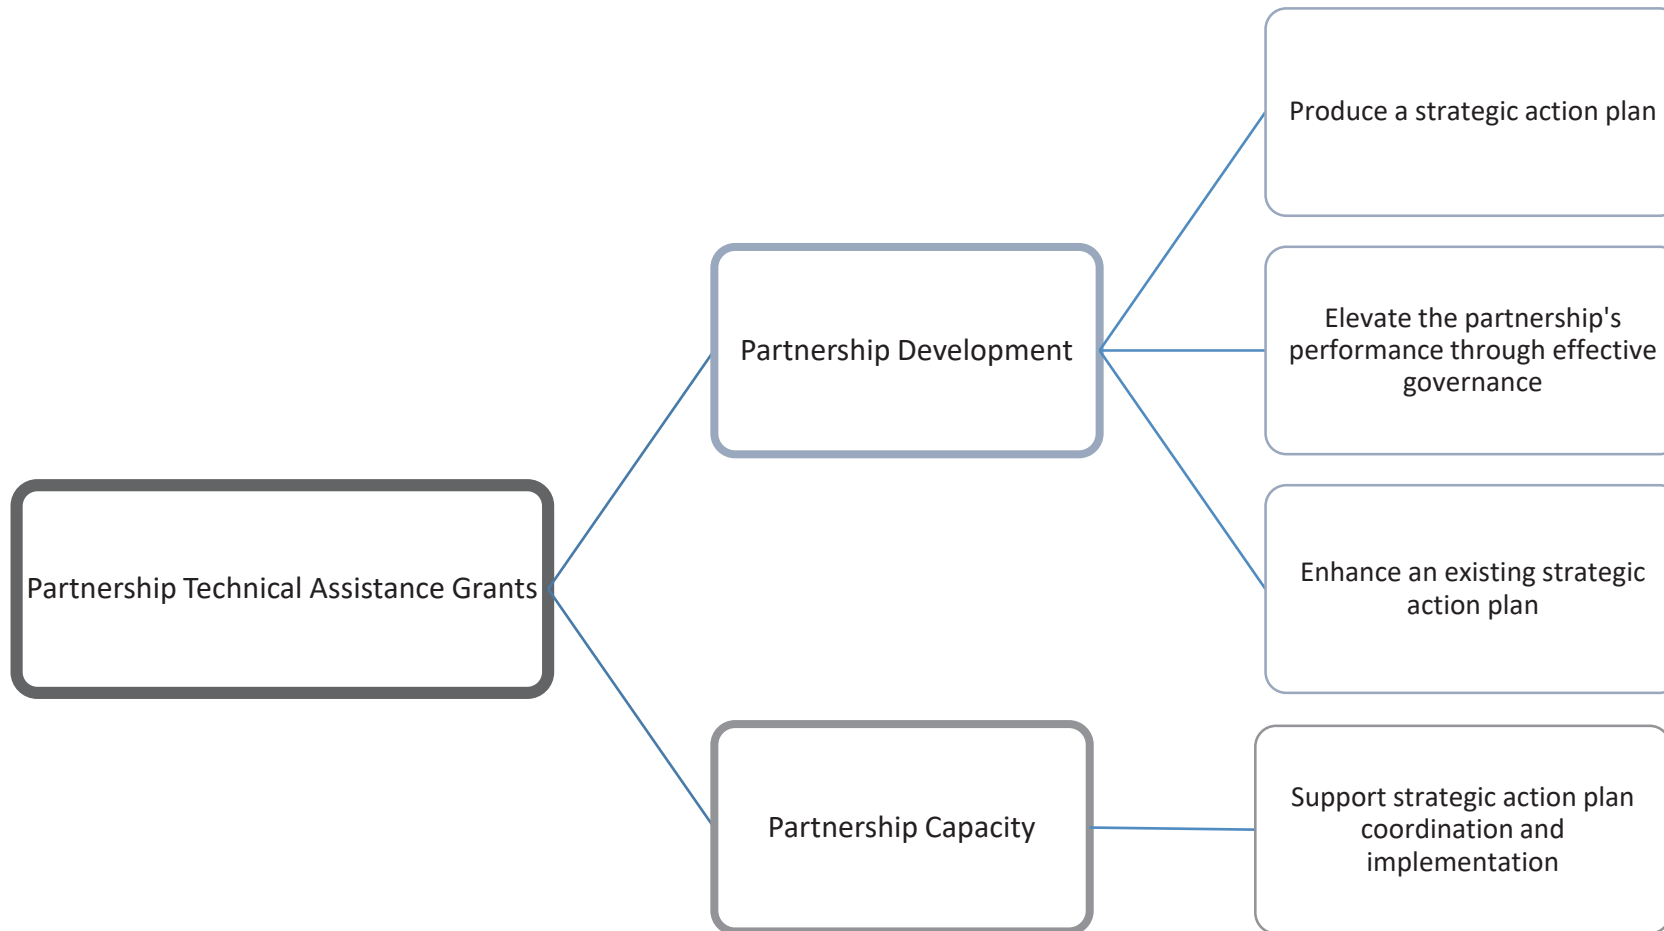 Produce a strategic action plan
Elevate the partnership's
performance through effective
governance
Partnership Development
Enhance an existing strategic
action plan
Partnership Technical Assistance Grants
Support strategic action plan
coordination and
implementation
Partnership Capacity